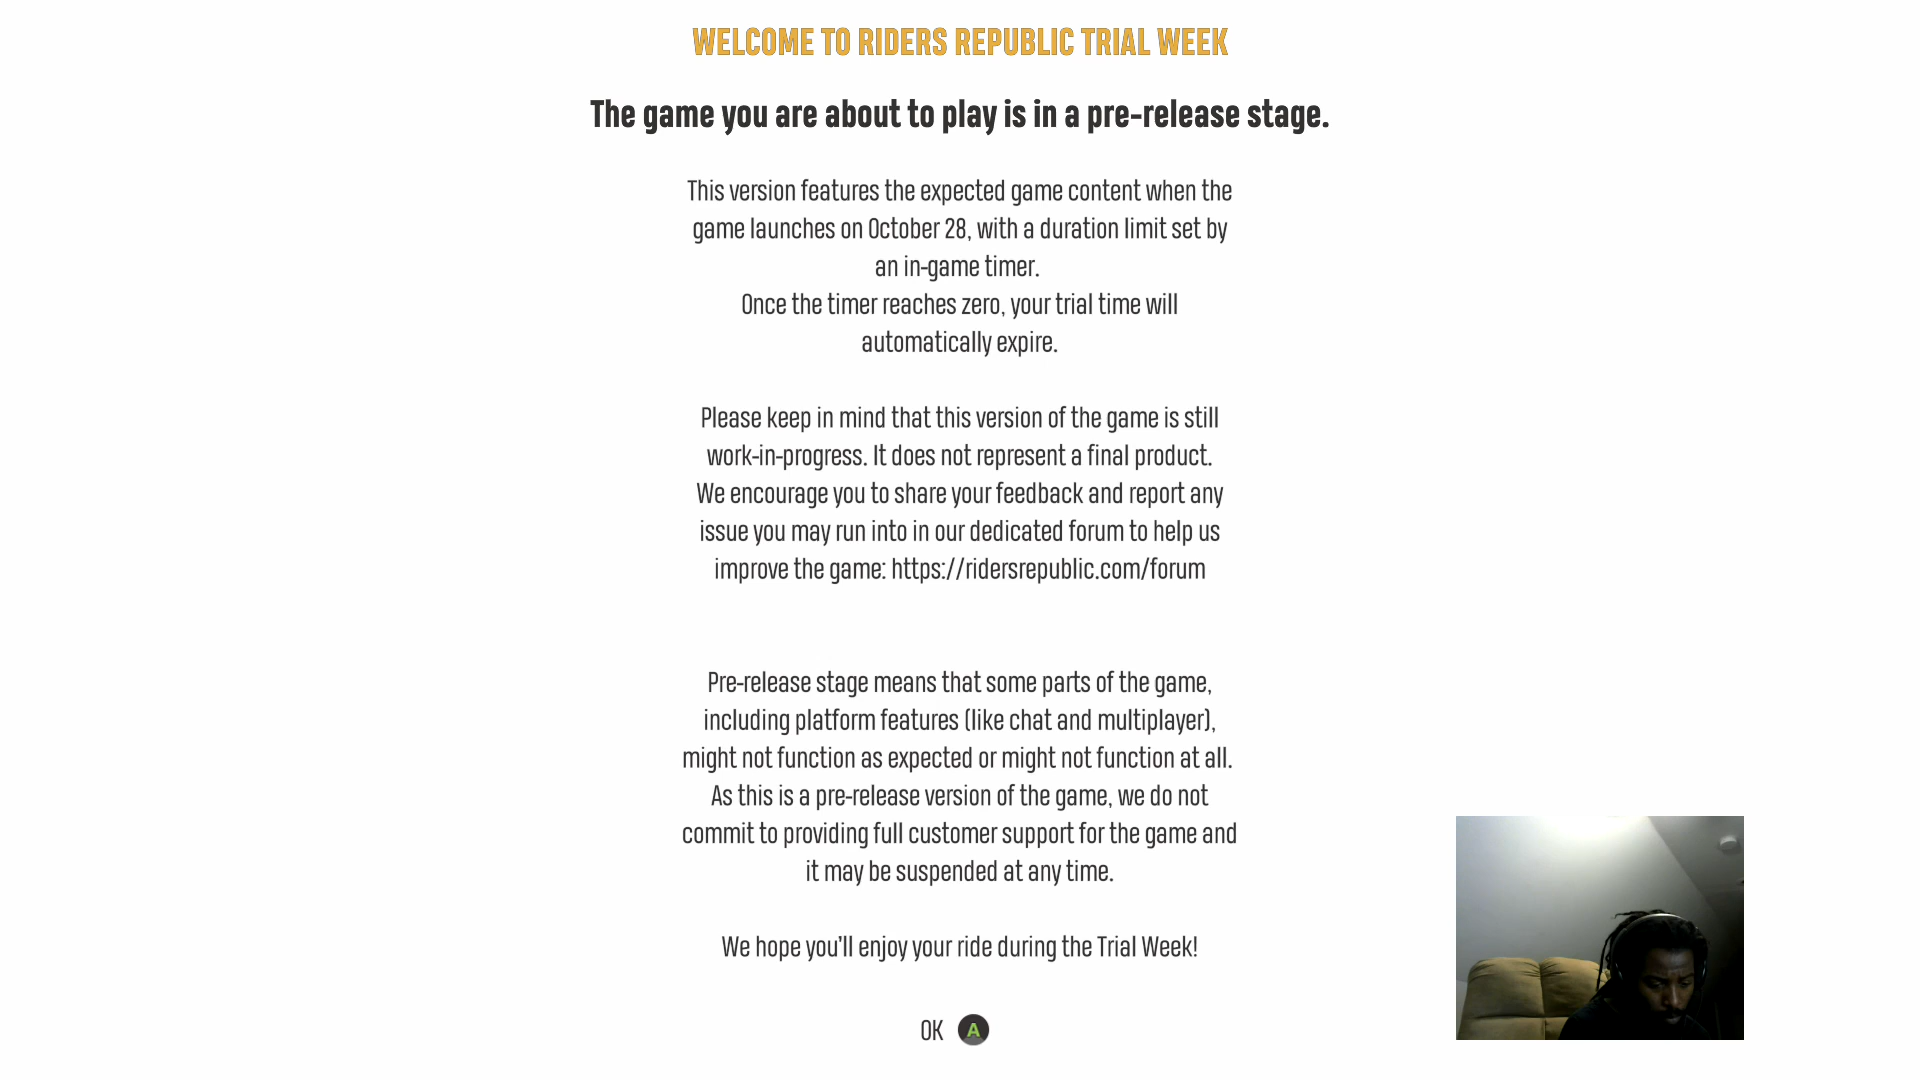 WELCOME TO RIDERS REPUBLIC TRIAL WEEK
The game you are about to play is in a pre-release stage.
This version features the expected game content when the
game launches on October 28, with a duration limit set by
an in-game timer.
Once the timer reaches zero, your trial time will
automatically expire.
Please keep in mind that this version of the game is still
work-in-progress. It does not represent a final product.
We encourage you to share your feedback and report any
issue you may run into in our dedicated forum to help us
improve the game: https://ridersrepublic.com/forum
Pre-release stage means that some parts of the game,
including platform features (like chat and multiplayer),
might not function as expected or might not function at all.
As this is a pre-release version of the game, we do not
commit to providing full customer support for the game and
it may be suspended at any time.
We hope you'll enjoy your ride during the Trial Week!
OK A